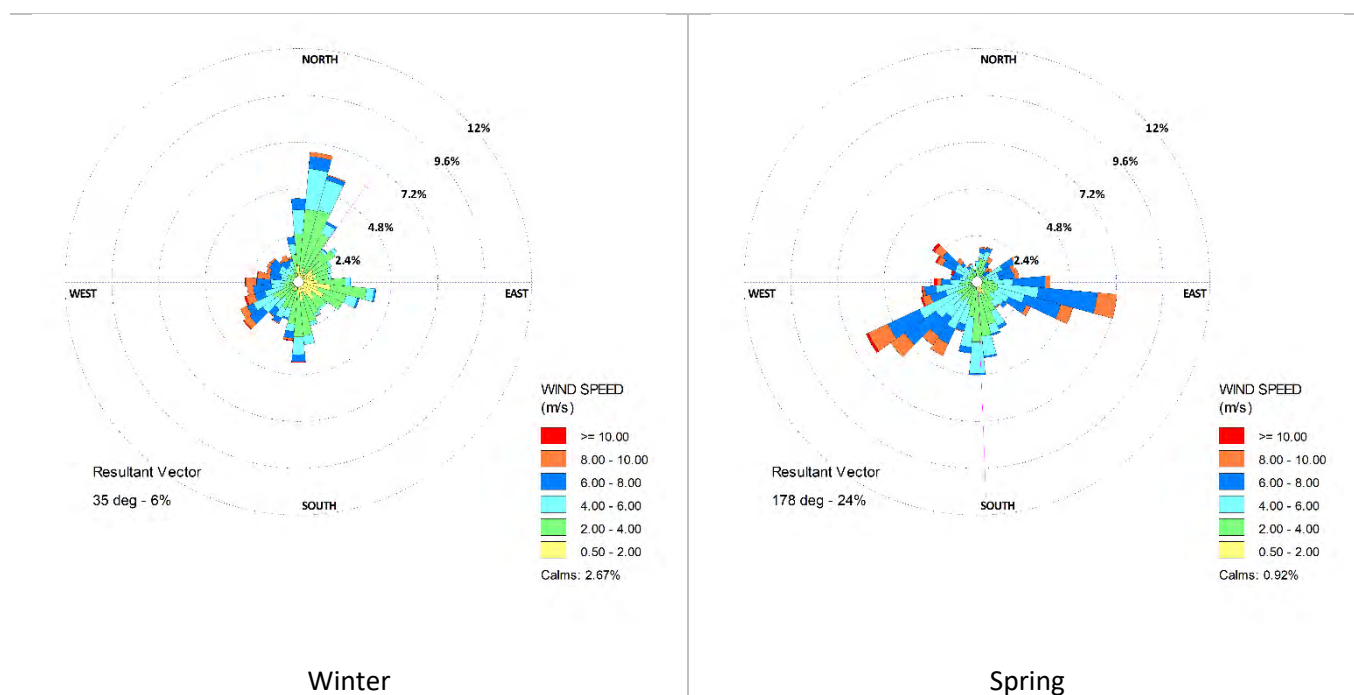 NORTH
12%
9.6%
7.2%
4.8%
2.4%
WEST
EAST
WIND SPEED
(m/s)
>= 10.00
8.00 - 10.00
6.00 - 8.00
4.00 - 6.00
2.00 - 4.00
0.50 - 2.00
Calms: 2.67%
Resultant Vector
35 deg - 6%
SOUTH
Winter
NORTH
12%
9.6%
7.2%
4.8%
2.4%
WEST
EAST
WIND SPEED
(m/s)
>= 10.00
8.00 - 10.00
6.00 - 8.00
4.00 - 6.00
2.00 - 4.00
0.50 - 2.00
Calms: 0.92%
Resultant Vector
178 deg - 24%
SOUTH
Spring